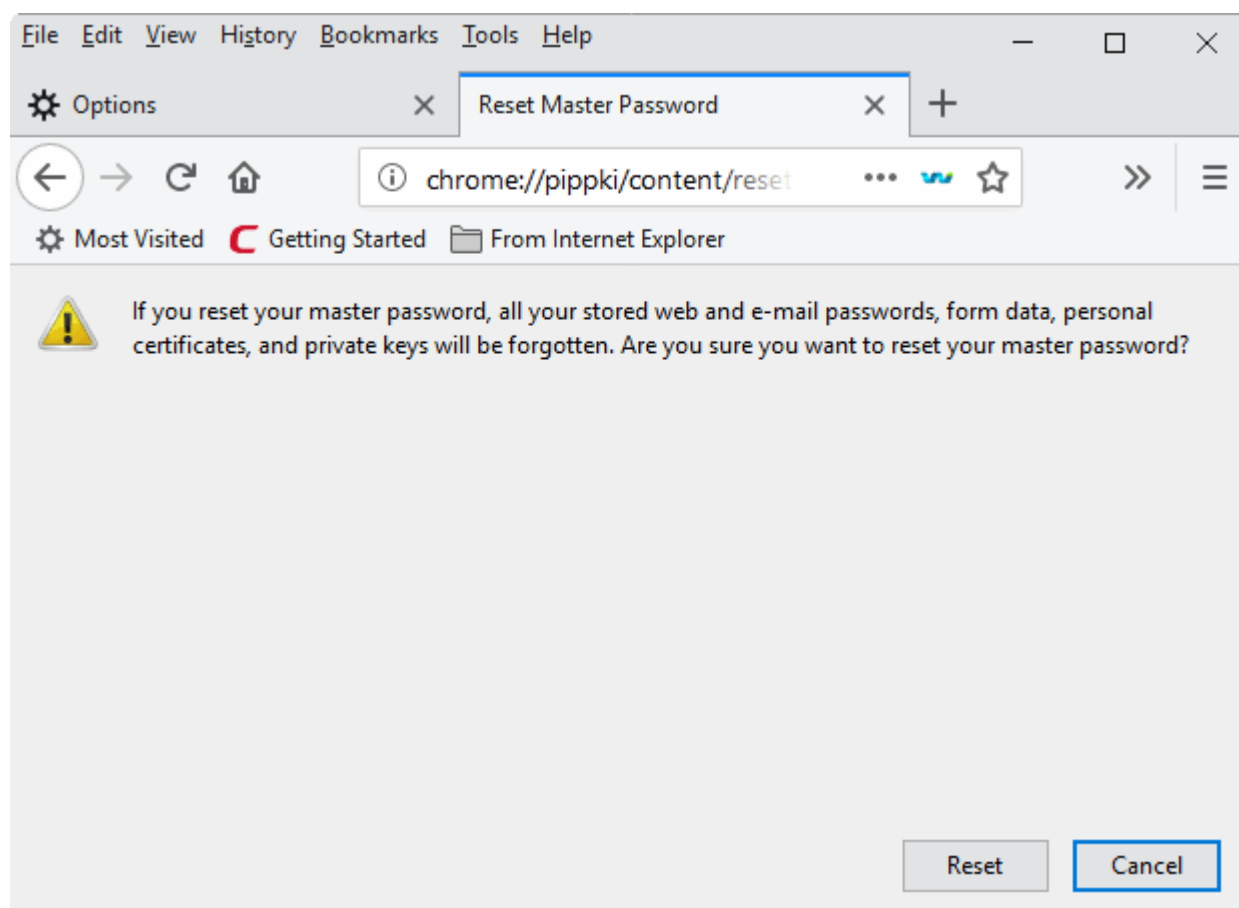 File Edit View History Bookmarks Tools Help
Options
Reset Master Password
chrome://pippki/content/reset
Most Visited Getting Started From Internet Explorer
If you reset your master password, all your stored web and e-mail passwords, form data, personal
certificates, and private keys will be forgotten. Are you sure you want to reset your master password?
Reset Cancel